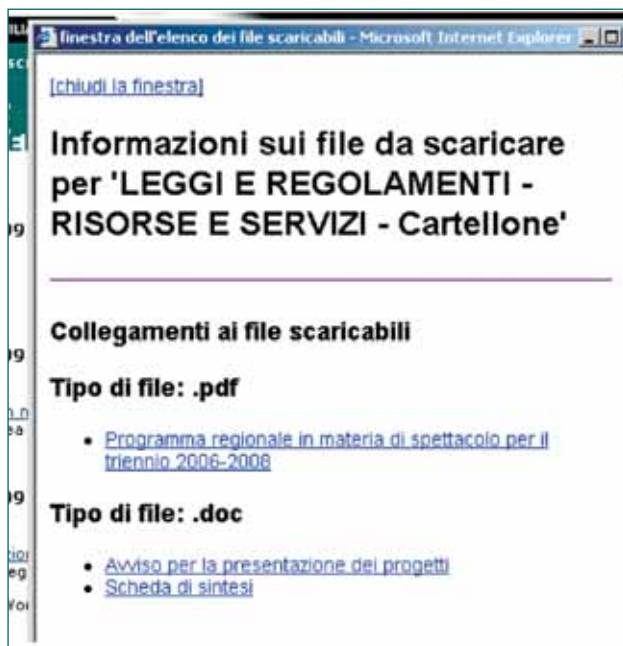 finestra dell'elenco dei file scaricabili - Microsoft Internet Explorer
[chiudi la finestra]
Informazioni sui file da scaricare
per 'LEGGI E REGOLAMENTI -
RISORSE E SERVIZI - Cartellone'
Collegamenti ai file scaricabili
Tipo di file: .pdf
Programma regionale in materia di spettacolo per il
triennio 2006-2008
Tipo di file: .doc
Avviso per la presentazione dei progetti
Scheda di sintesi